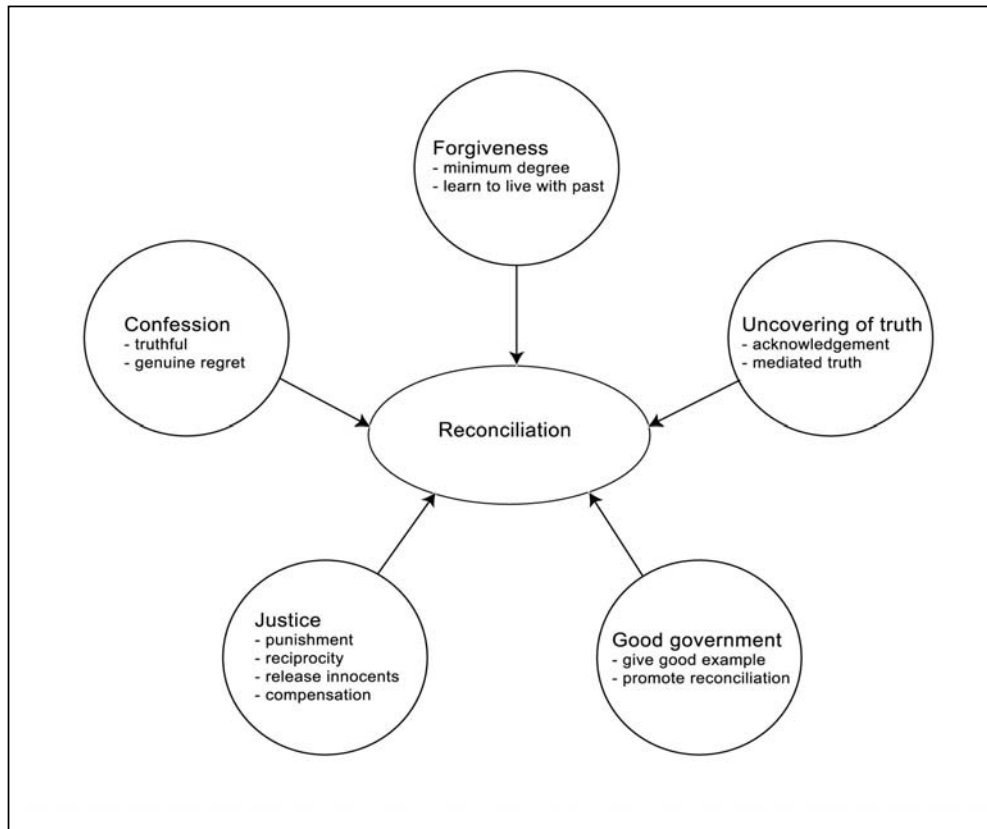 Forgiveness
- minimum degree
- learn to live with past
Confession
- truthful
- genuine regret
Uncovering of truth
- acknowledgement
- mediated truth
Reconciliation
Justice
- punishment
- reciprocity
- release innocents
- compensation
Good government
- give good example
- promote reconciliation